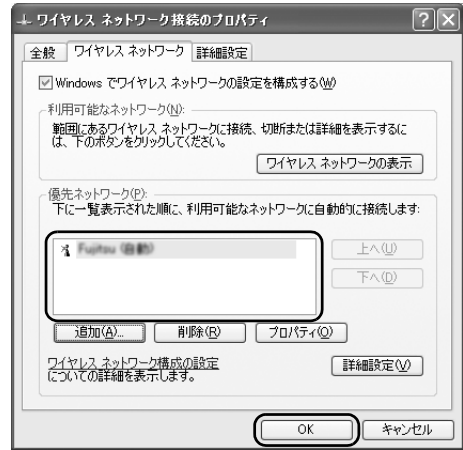 ワイヤレス ネットワーク接続のプロパティ
全般 ワイヤレス ネットワーク 詳細設定
Windows でワイヤレス ネットワークの設定を構成する(W)
利用可能なネットワーク(N):
範囲にあるワイヤレス ネットワークに接続、切断または詳細を表示するに
は、下のボタンをクリックしてください。
ワイヤレス ネットワークの表示
優先ネットワーク(P):
下に一覧表示された順に、利用可能なネットワークに自動的に接続します:
Fujitsu (自動)
上へ(U)
下へ(D)
追加(A)... 削除(R) プロパティ(O)
ワイヤレス ネットワーク構成の設定
についての詳細を表示します。
詳細設定(V)
OK キャンセル